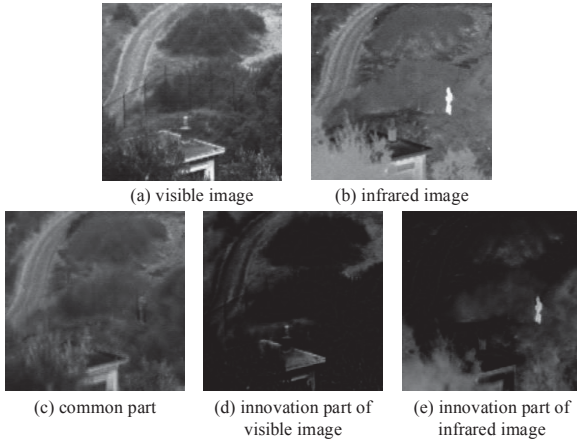 (a) visible image
(b) infrared image
(c) common part
(d) innovation part of
visible image
(e) innovation part of
infrared image